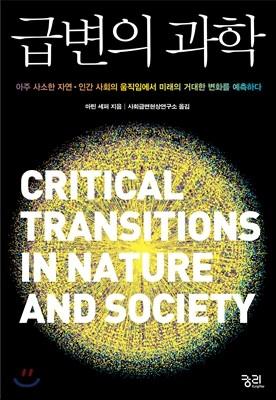 급변의 과학
아주 사소한 자연·인간 사회의 움직임에서 미래의 거대한 변화를 예측하다
마틴 셰퍼 지음 | 사회급변현상연구소 옮김
CRITICAL
TRANSITIONS
IN NATURE
AND SOCIETY
궁리
KungRee
yes24